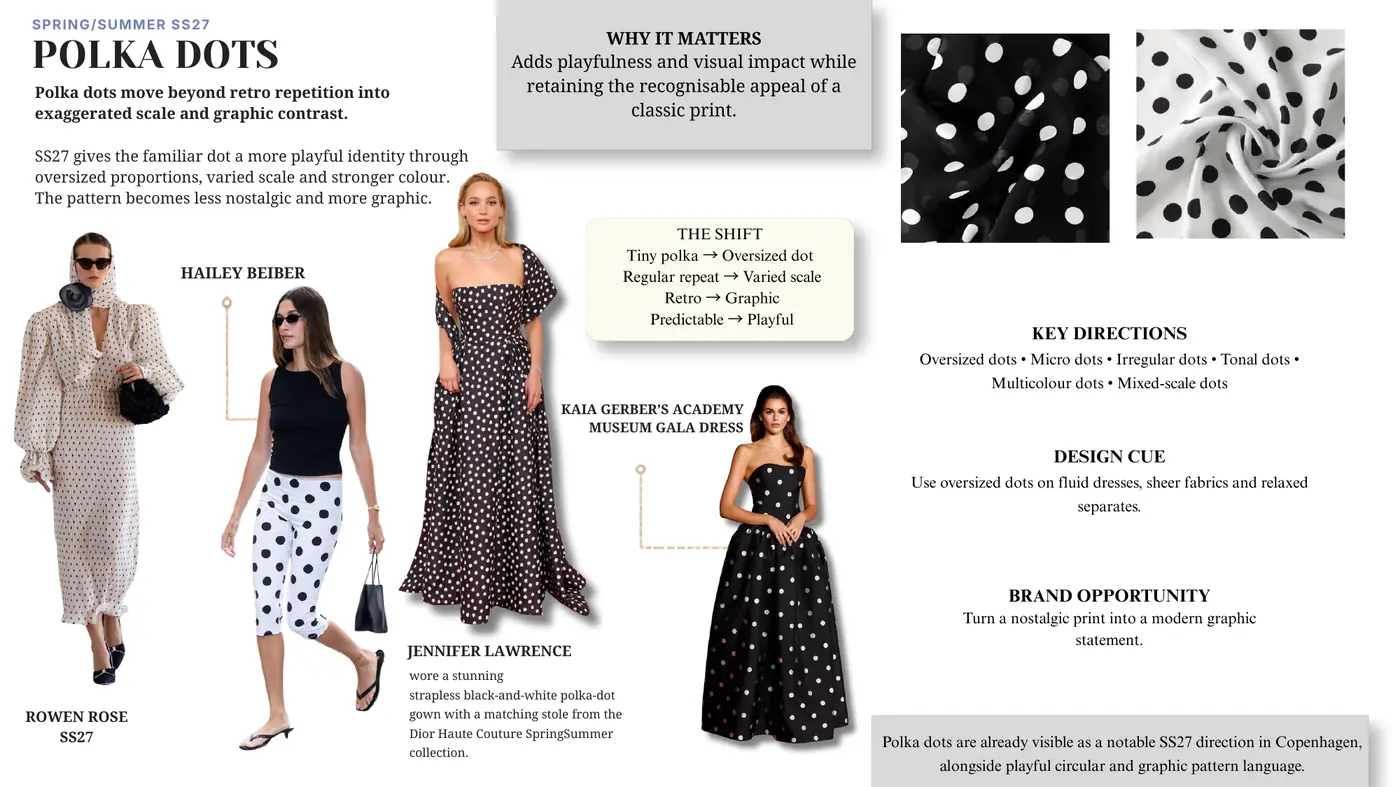 SPRING/SUMMER SS27
POLKA DOTS
Polka dots move beyond retro repetition into
exaggerated scale and graphic contrast.
SS27 gives the familiar dot a more playful identity through
oversized proportions, varied scale and stronger colour.
The pattern becomes less nostalgic and more graphic.
WHY IT MATTERS
Adds playfulness and visual impact while
retaining the recognisable appeal of a
classic print.
HAILEY BEIBER
THE SHIFT
Tiny polka → Oversized dot
Regular repeat → Varied scale
Retro → Graphic
Predictable → Playful
KAIA GERBER'S ACADEMY
MUSEUM GALA DRESS
ROWEN ROSE
SS27
JENNIFER LAWRENCE
wore a stunning
strapless black-and-white polka-dot
gown with a matching stole from the
Dior Haute Couture SpringSummer
collection.
KEY DIRECTIONS
Oversized dots • Micro dots • Irregular dots • Tonal dots •
Multicolour dots • Mixed-scale dots
DESIGN CUE
Use oversized dots on fluid dresses, sheer fabrics and relaxed
separates.
BRAND OPPORTUNITY
Turn a nostalgic print into a modern graphic
statement.
Polka dots are already visible as a notable SS27 direction in Copenhagen,
alongside playful circular and graphic pattern language.